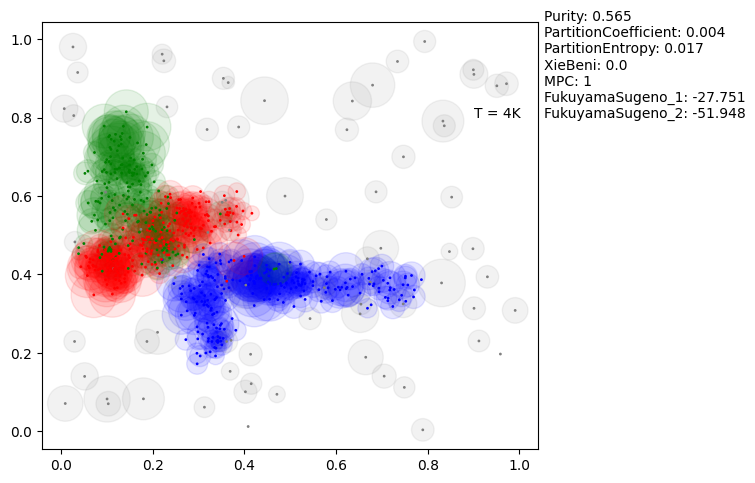 Purity: 0.565
PartitionCoefficient: 0.004
PartitionEntropy: 0.017
XieBeni: 0.0
MPC: 1
FukuyamaSugeno_1: -27.751
FukuyamaSugeno_2: -51.948
T = 4K
1.0
0.8
0.6
0.4
0.2
0.0
0.0 0.2 0.4 0.6 0.8 1.0